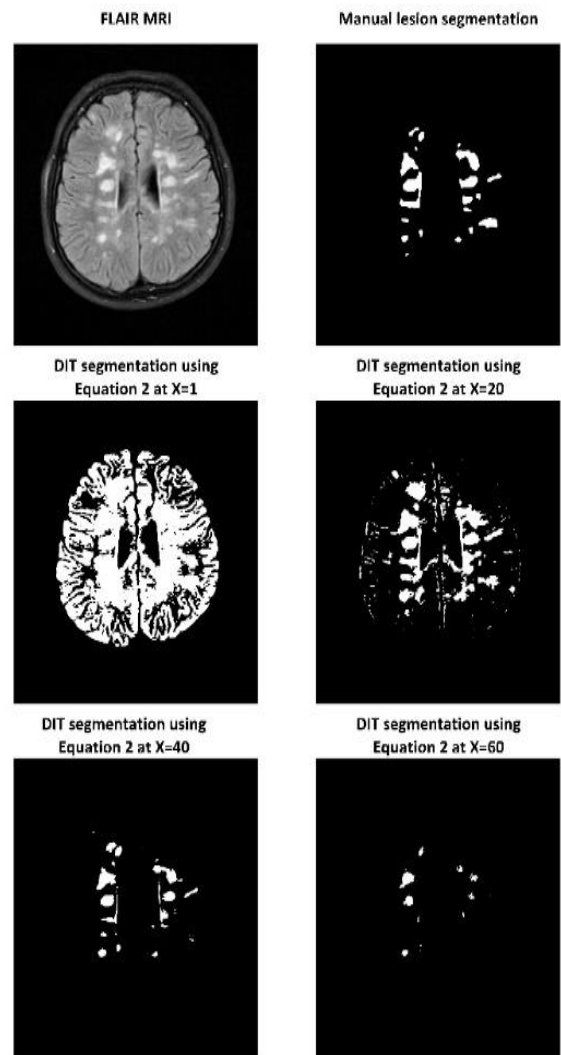 FLAIR MRI
Manual lesion segmentation
DIT segmentation using
Equation 2 at X=1
DIT segmentation using
Equation 2 at X=20
DIT segmentation using
Equation 2 at X=40
DIT segmentation using
Equation 2 at X=60